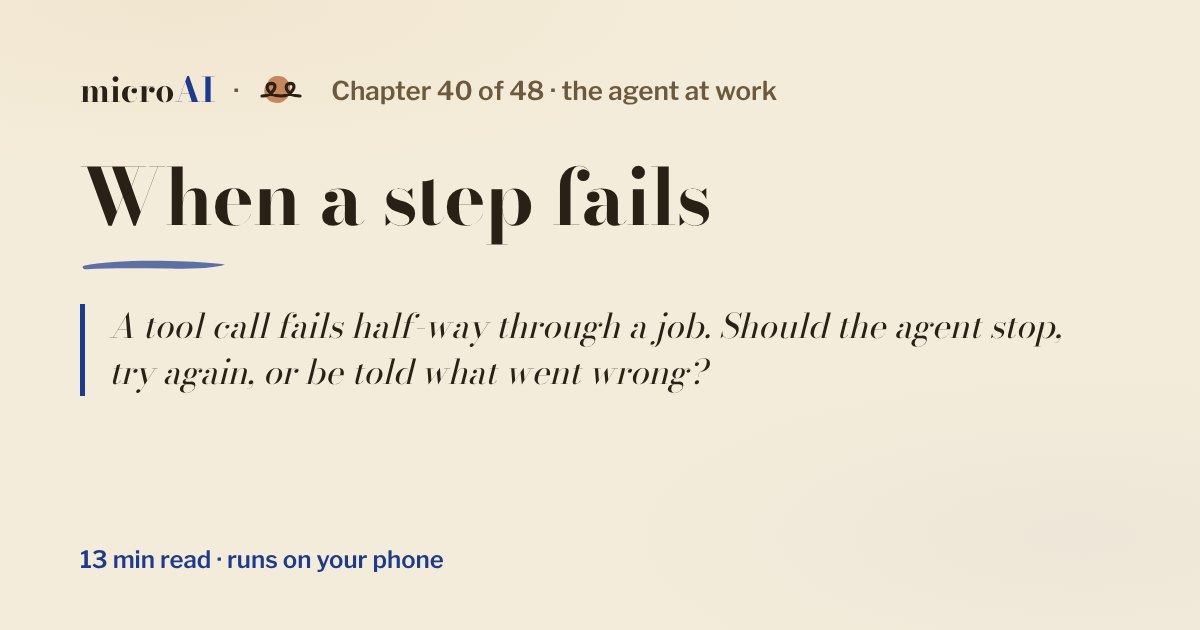 microAI · Chapter 40 of 48 · the agent at work
When a step fails
A tool call fails half-way through a job. Should the agent stop,
try again, or be told what went wrong?
13 min read · runs on your phone